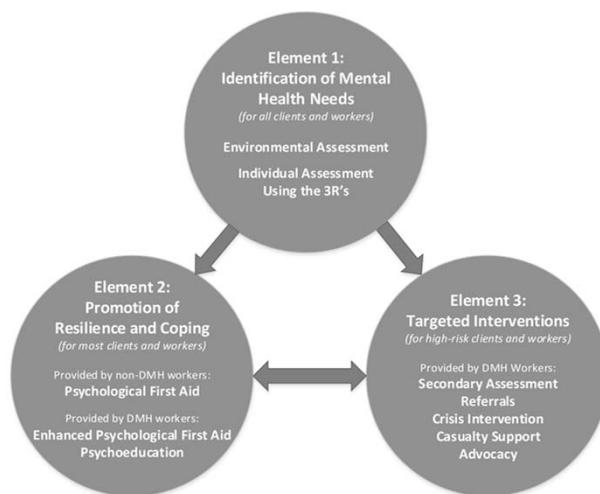 Element 1:
Identification of Mental
Health Needs
(for all clients and workers)
Environmental Assessment
Individual Assessment
Using the 3R's
Element 2:
Promotion of
Resilience and Coping
(for most clients and workers)
Provided by non-DMH workers:
Psychological First Aid
Provided by DMH workers:
Enhanced Psychological First Aid
Psychoeducation
Element 3:
Targeted Interventions
(for high-risk clients and workers)
Provided by DMH Workers:
Secondary Assessment
Referrals
Crisis Intervention
Casualty Support
Advocacy